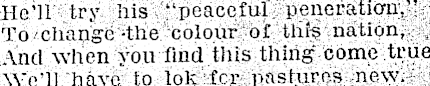 He'll try his "peaceful peneration,"
To change the colour of this nation,
And when you find this thing come true
We'll have to lok for pastures new.